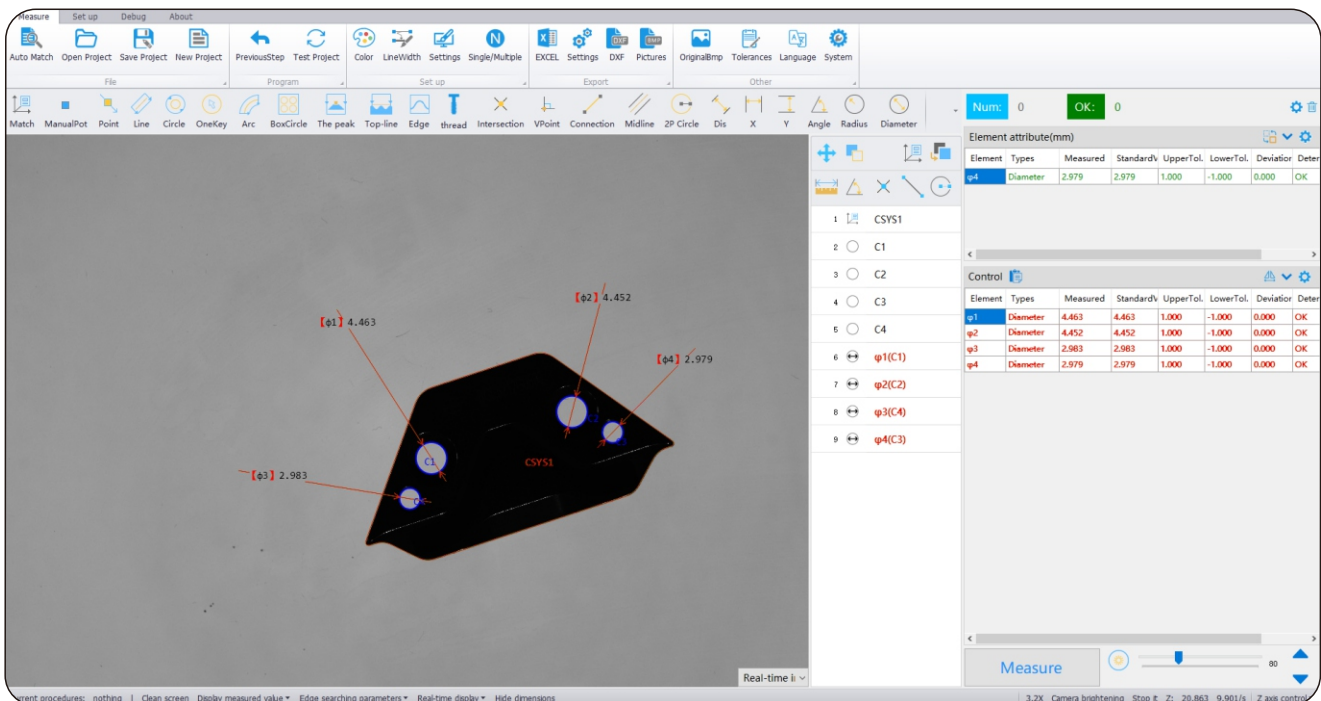 Measure Set up Debug About
Auto Match Open Project Save Project New Project PreviousStep Test Project Color LineWidth Settings Single/Multiple EXCEL Settings DXF Pictures OriginalBmp Tolerances Language System
File Program Set up Export Other
Match ManualPot Point Line Circle OneKey Arc BoxCircle The peak Top-line Edge thread Intersection VPoint Connection Midline 2P Circle Dis X Y Angle Radius Diameter
Num: 0 OK: 0
Element attribute(mm)
Element Types Measured StandardV UpperTol. LowerTol. Deviation Deter
φ4 Diameter 2.979 2.979 1.000 -1.000 0.000 OK
Control
Element Types Measured StandardV UpperTol. LowerTol. Deviation Deter
φ1 Diameter 4.463 4.463 1.000 -1.000 0.000 OK
φ2 Diameter 4.452 4.452 1.000 -1.000 0.000 OK
φ3 Diameter 2.983 2.983 1.000 -1.000 0.000 OK
φ4 Diameter 2.979 2.979 1.000 -1.000 0.000 OK
1 CSYS1
2 C1
3 C2
4 C3
5 C4
6 φ1(C1)
7 φ2(C2)
8 φ3(C4)
9 φ4(C3)
【φ2】4.452
【φ1】4.463
【φ4】2.979
C1
CSYS1
【φ3】2.983
Real-time i
Measure
80
procedures: nothing | Clean screen Display measured value Edge searching parameters Real-time display Hide dimensions
3.2X Camera brightening Stop it Z: 20.863 9.901/s Z axis control